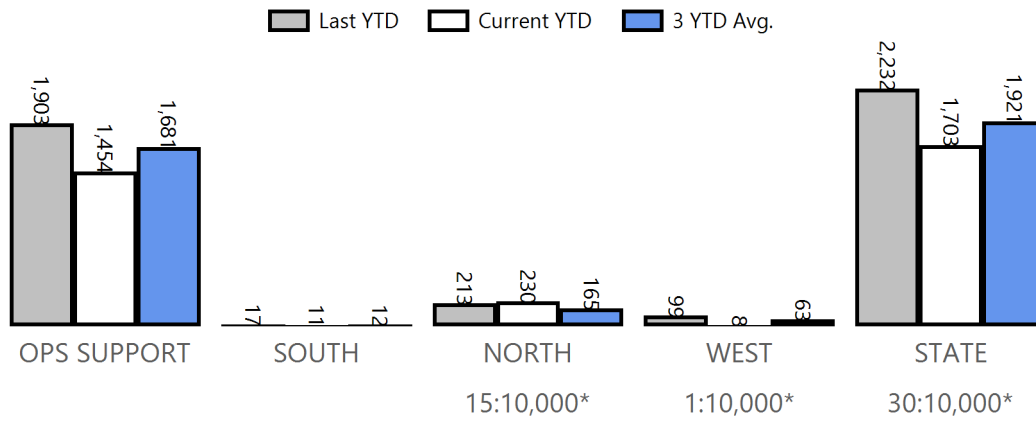 Last YTD Current YTD 3 YTD Avg.
1,903 1,454 1,681 17 11 12 213 230 165 99 8 63 2,232 1,703 1,921
OPS SUPPORT SOUTH NORTH WEST STATE
15:10,000* 1:10,000* 30:10,000*